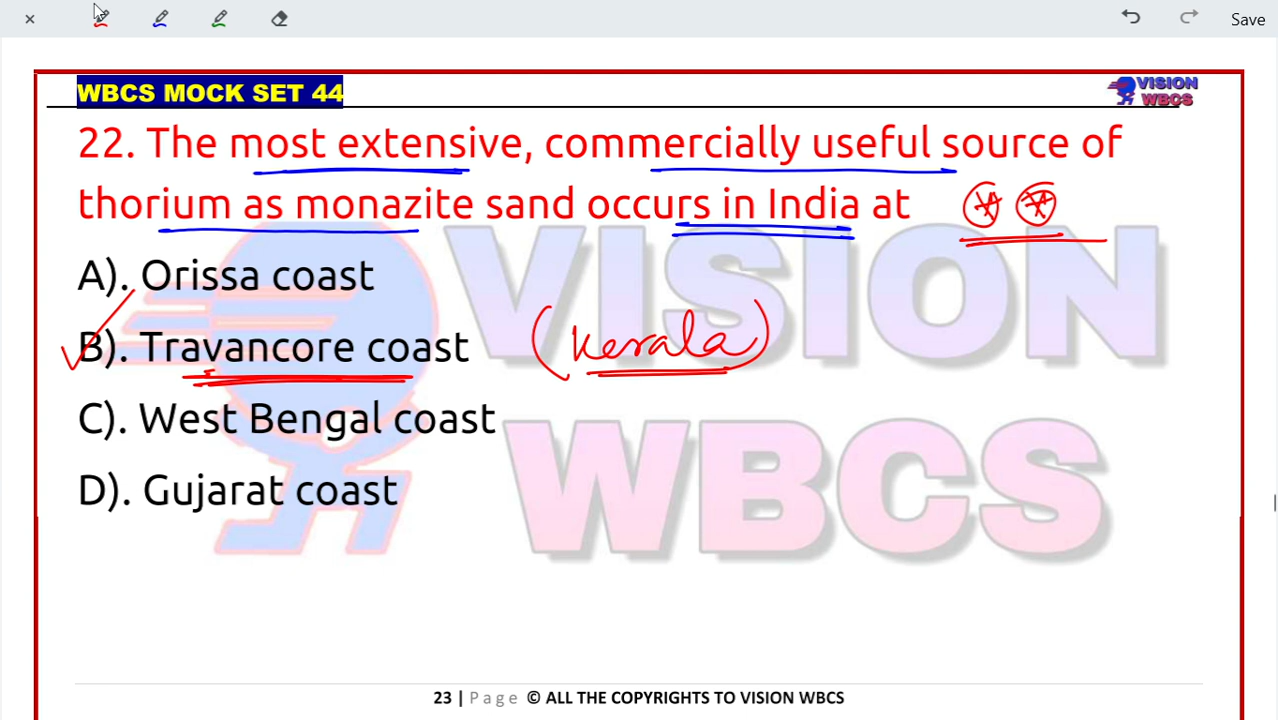 Save
WBCS MOCK SET 44
VISION
WBCS
22. The most extensive, commercially useful source of
thorium as monazite sand occurs in India at
A). Orissa coast
B). Travancore coast (Kerala)
C). West Bengal coast
D). Gujarat coast
VISION
WBCS
23 | Page © ALL THE COPYRIGHTS TO VISION WBCS